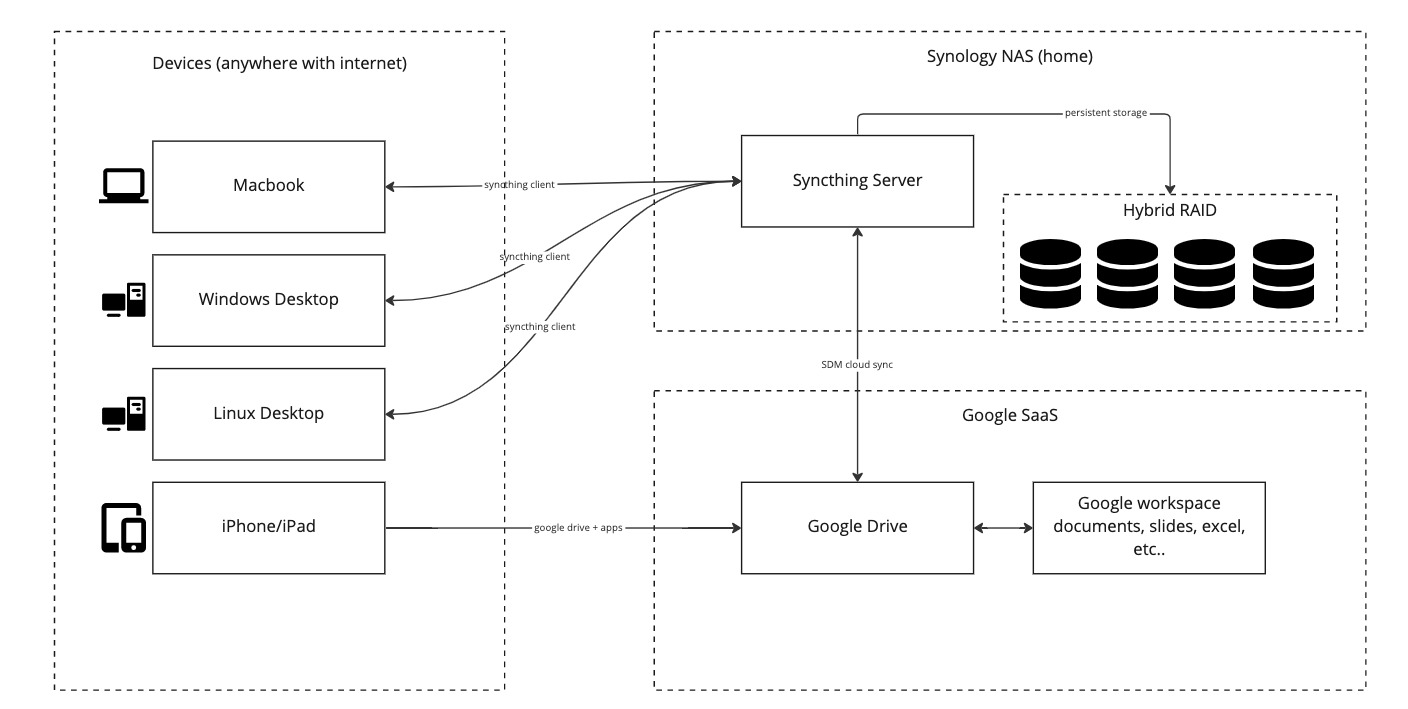 Devices (anywhere with internet)
Macbook
Windows Desktop
Linux Desktop
iPhone/iPad
syncthing client
syncthing client
syncthing client
google drive + apps
Synology NAS (home)
persistent storage
Syncthing Server
Hybrid RAID
SDM cloud sync
Google SaaS
Google Drive
Google workspace
documents, slides, excel,
etc..